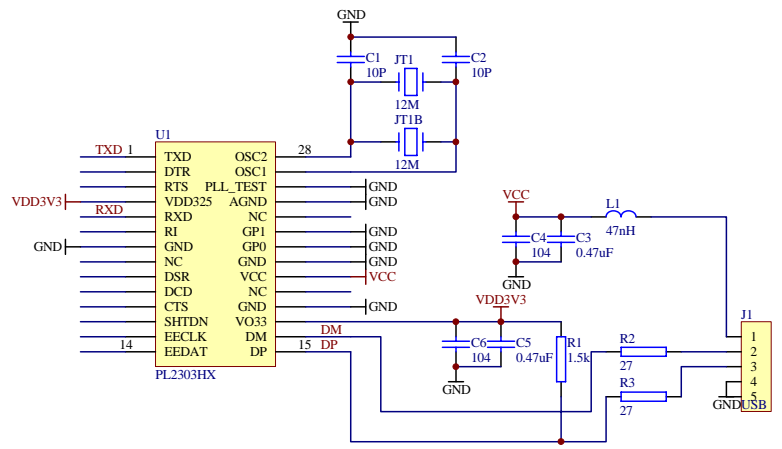 GND
C1
10P
JT1
12M
C2
10P
JT1B
12M
U1
TXD 1 TXD OSC2 28
DTR OSC1
RTS PLL_TEST GND
VDD3V3 VDD325 AGND GND
RXD RXD NC
RI GP1 GND
GND GND GP0 GND
NC GND GND
DSR VCC VCC
DCD NC
CTS GND GND
SHTDN VO33
EECLK DM DM
14 EEDAT DP 15 DP
PL2303HX
VCC
L1
47nH
C4
104
C3
0.47uF
GND
VDD3V3
C6
104
C5
0.47uF
GND
R1
1.5k
R2
27
R3
27
J1
1
2
3
4
5
GND
USB